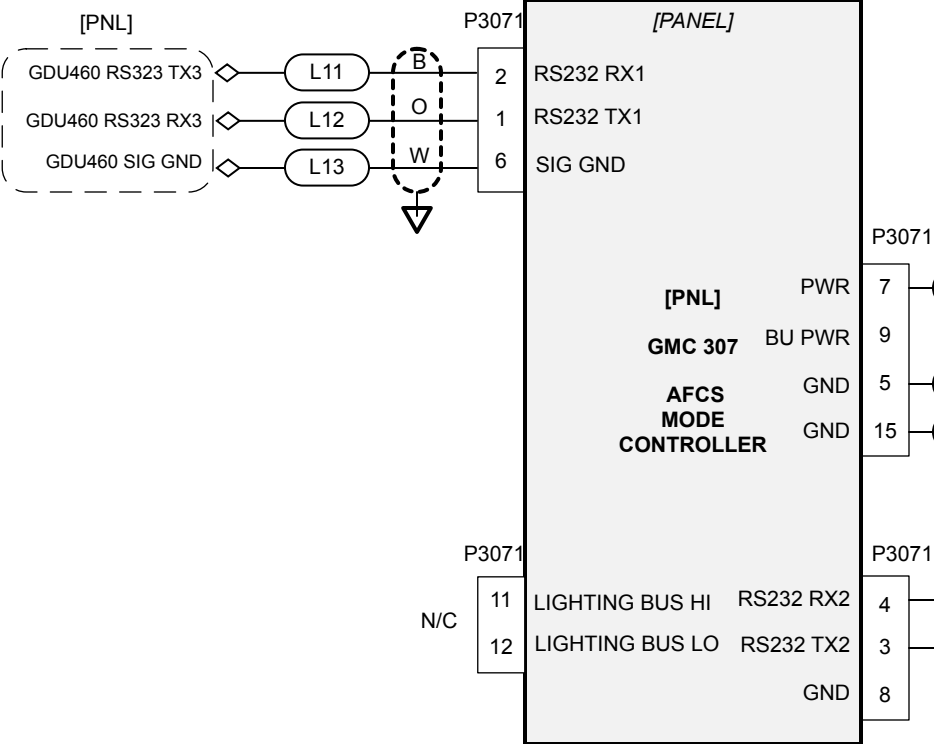 [PNL]
P3071
[PANEL]
GDU460 RS323 TX3
L11
B
2
RS232 RX1
GDU460 RS323 RX3
L12
O
1
RS232 TX1
GDU460 SIG GND
L13
W
6
SIG GND
P3071
[PNL]
PWR
7
GMC 307
BU PWR
9
AFCS
MODE
CONTROLLER
GND
5
GND
15
P3071
P3071
N/C
11
LIGHTING BUS HI
RS232 RX2
4
12
LIGHTING BUS LO
RS232 TX2
3
GND
8